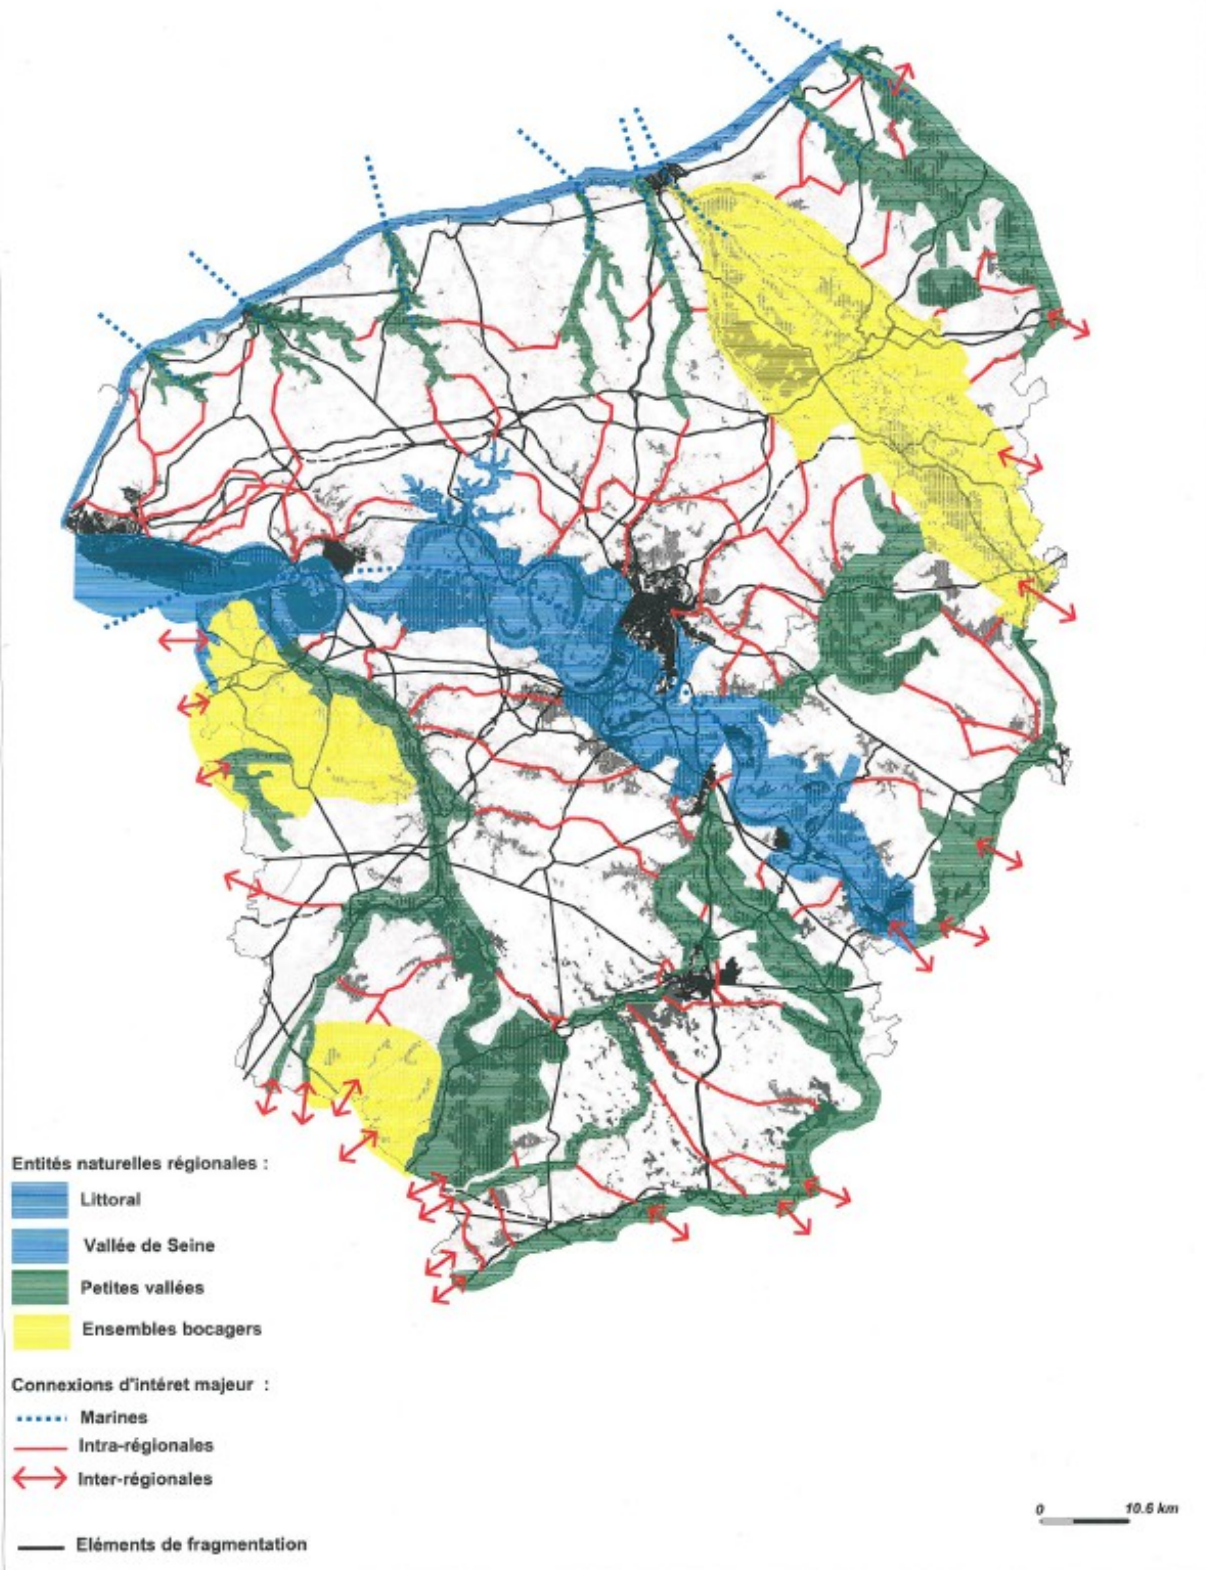 Entités naturelles régionales :
Littoral
Vallée de Seine
Petites vallées
Ensembles bocagers
Connexions d'intéret majeur :
Marines
Intra-régionales
Inter-régionales
Eléments de fragmentation
0 10.6 km